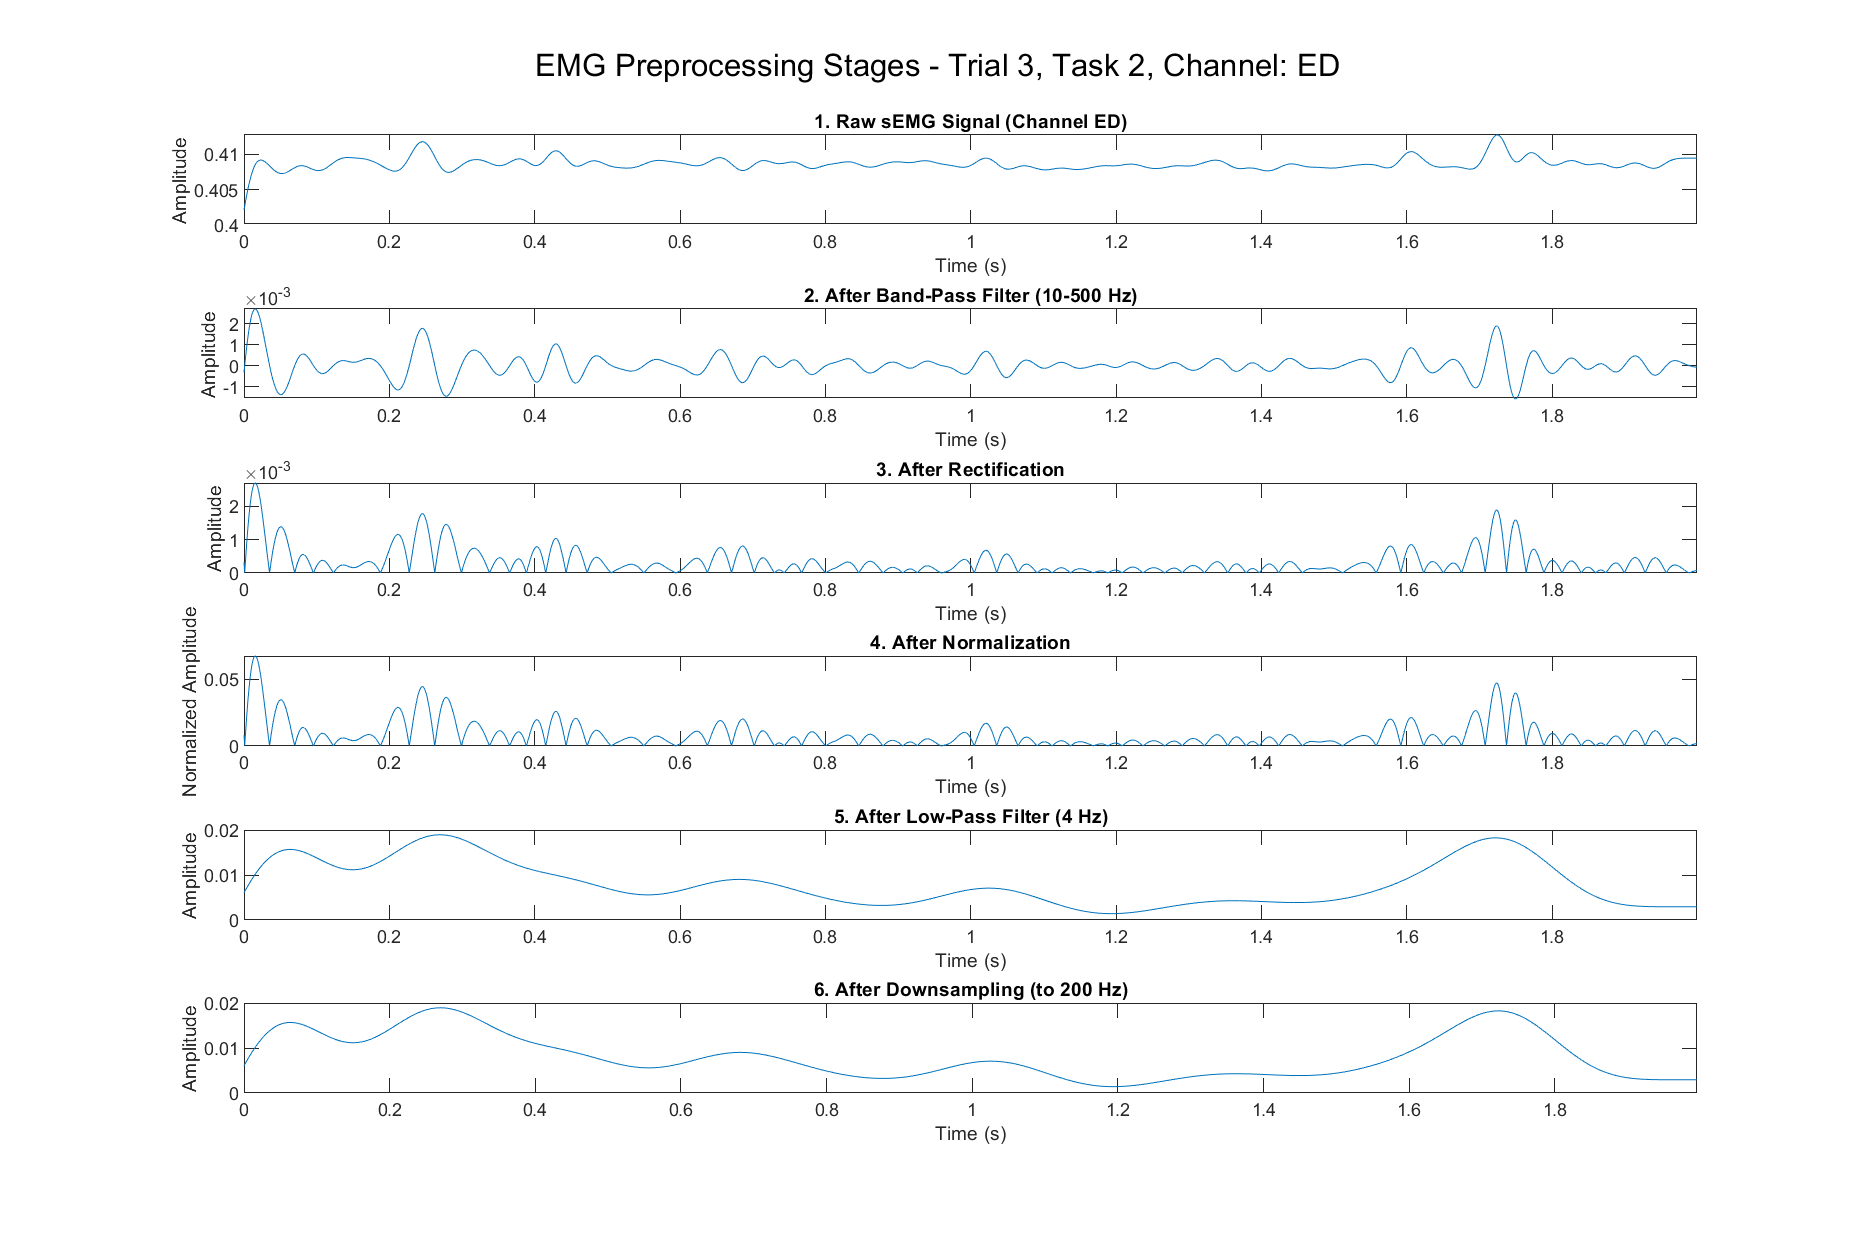 EMG Preprocessing Stages - Trial 3, Task 2, Channel: ED
1. Raw sEMG Signal (Channel ED)
Amplitude
0.41
0.405
0.4
0 0.2 0.4 0.6 0.8 1 1.2 1.4 1.6 1.8
Time (s)
2. After Band-Pass Filter (10-500 Hz)
×10-3
Amplitude
2
1
0
-1
0 0.2 0.4 0.6 0.8 1 1.2 1.4 1.6 1.8
Time (s)
3. After Rectification
×10-3
Amplitude
2
1
0
0 0.2 0.4 0.6 0.8 1 1.2 1.4 1.6 1.8
Time (s)
4. After Normalization
Normalized Amplitude
0.05
0
0 0.2 0.4 0.6 0.8 1 1.2 1.4 1.6 1.8
Time (s)
5. After Low-Pass Filter (4 Hz)
Amplitude
0.02
0.01
0
0 0.2 0.4 0.6 0.8 1 1.2 1.4 1.6 1.8
Time (s)
6. After Downsampling (to 200 Hz)
Amplitude
0.02
0.01
0
0 0.2 0.4 0.6 0.8 1 1.2 1.4 1.6 1.8
Time (s)